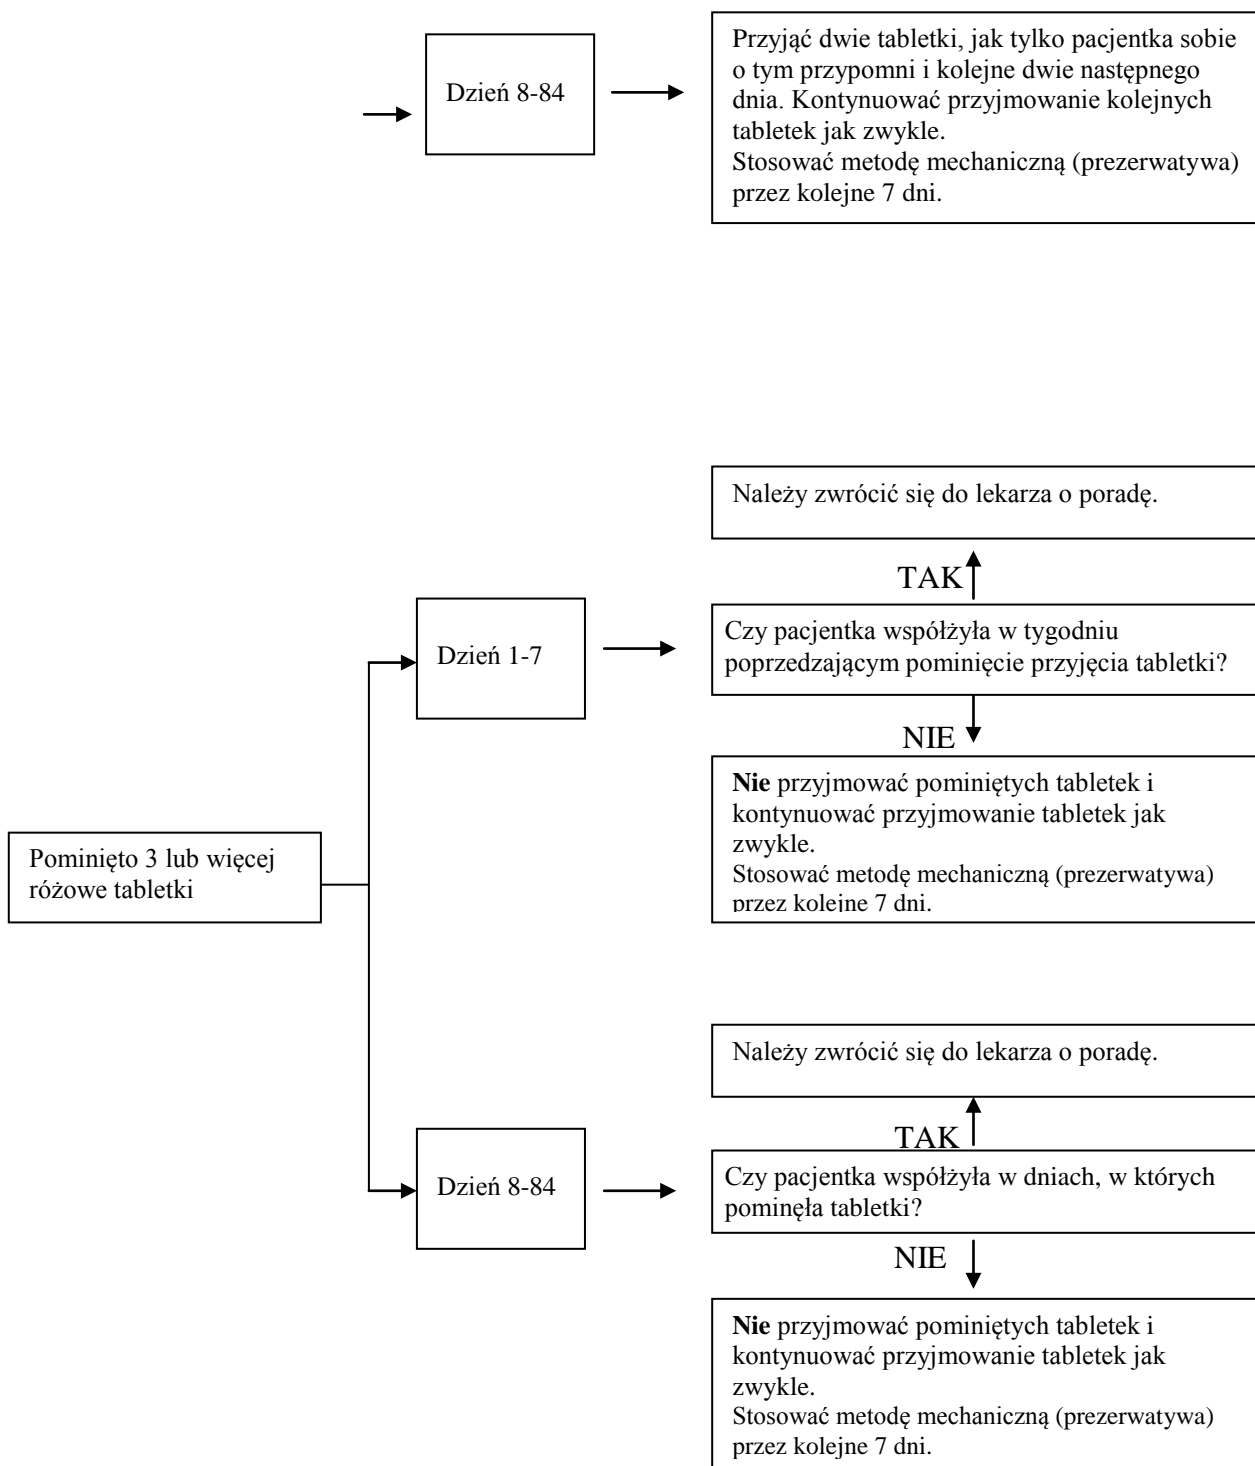 Dzień 8-84
Przyjąć dwie tabletki, jak tylko pacjentka sobie
o tym przypomni i kolejne dwie następnego
dnia. Kontynuować przyjmowanie kolejnych
tabletek jak zwykle.
Stosować metodę mechaniczną (prezerwatywa)
przez kolejne 7 dni.
Pominięto 3 lub więcej
różowe tabletki
Dzień 1-7
Należy zwrócić się do lekarza o poradę.
TAK
Czy pacjentka współżyła w tygodniu
poprzedzającym pominięcie przyjęcia tabletki?
NIE
Nie przyjmować pominiętych tabletek i
kontynuować przyjmowanie tabletek jak
zwykle.
Stosować metodę mechaniczną (prezerwatywa)
przez kolejne 7 dni.
Dzień 8-84
Należy zwrócić się do lekarza o poradę.
TAK
Czy pacjentka współżyła w dniach, w których
pominęła tabletki?
NIE
Nie przyjmować pominiętych tabletek i
kontynuować przyjmowanie tabletek jak
zwykle.
Stosować metodę mechaniczną (prezerwatywa)
przez kolejne 7 dni.